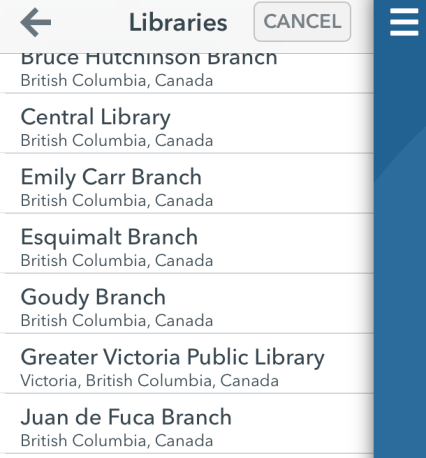 Libraries
CANCEL
Bruce Hutchinson Branch
British Columbia, Canada
Central Library
British Columbia, Canada
Emily Carr Branch
British Columbia, Canada
Esquimalt Branch
British Columbia, Canada
Goudy Branch
British Columbia, Canada
Greater Victoria Public Library
Victoria, British Columbia, Canada
Juan de Fuca Branch
British Columbia, Canada